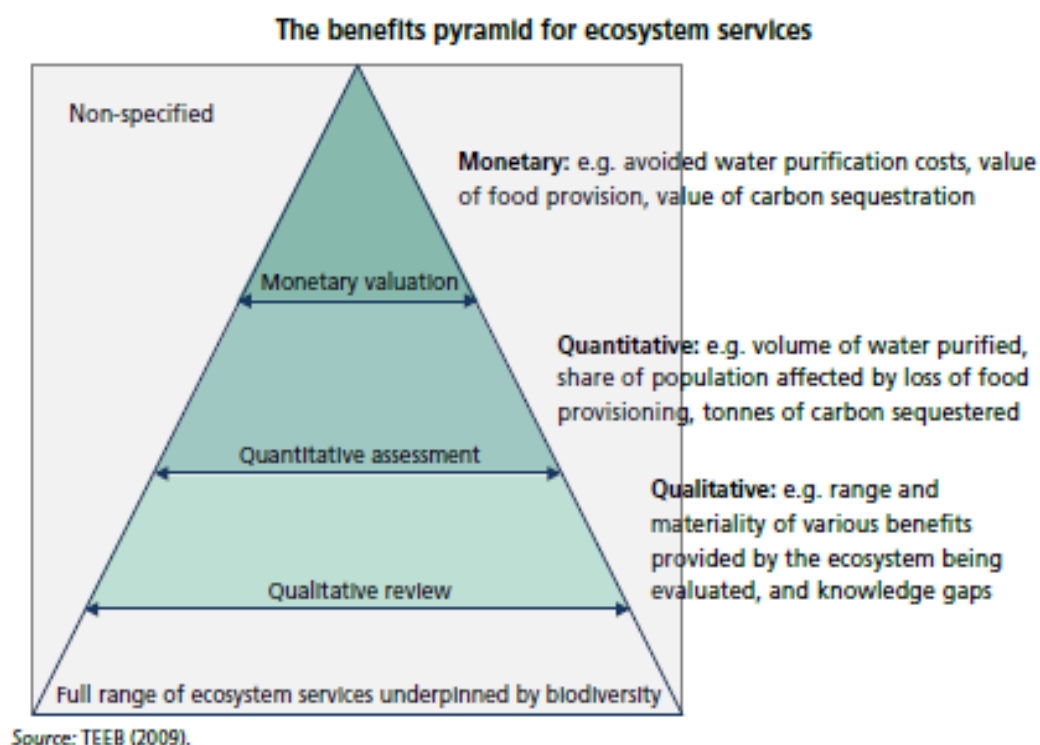 The benefits pyramid for ecosystem services
Non-specified
Monetary: e.g. avoided water purification costs, value
of food provision, value of carbon sequestration
Monetary valuation
Quantitative: e.g. volume of water purified,
share of population affected by loss of food
provisioning, tonnes of carbon sequestered
Quantitative assessment
Qualitative: e.g. range and
materiality of various benefits
provided by the ecosystem being
evaluated, and knowledge gaps
Qualitative review
Full range of ecosystem services underpinned by biodiversity
Source: TEEB (2009).